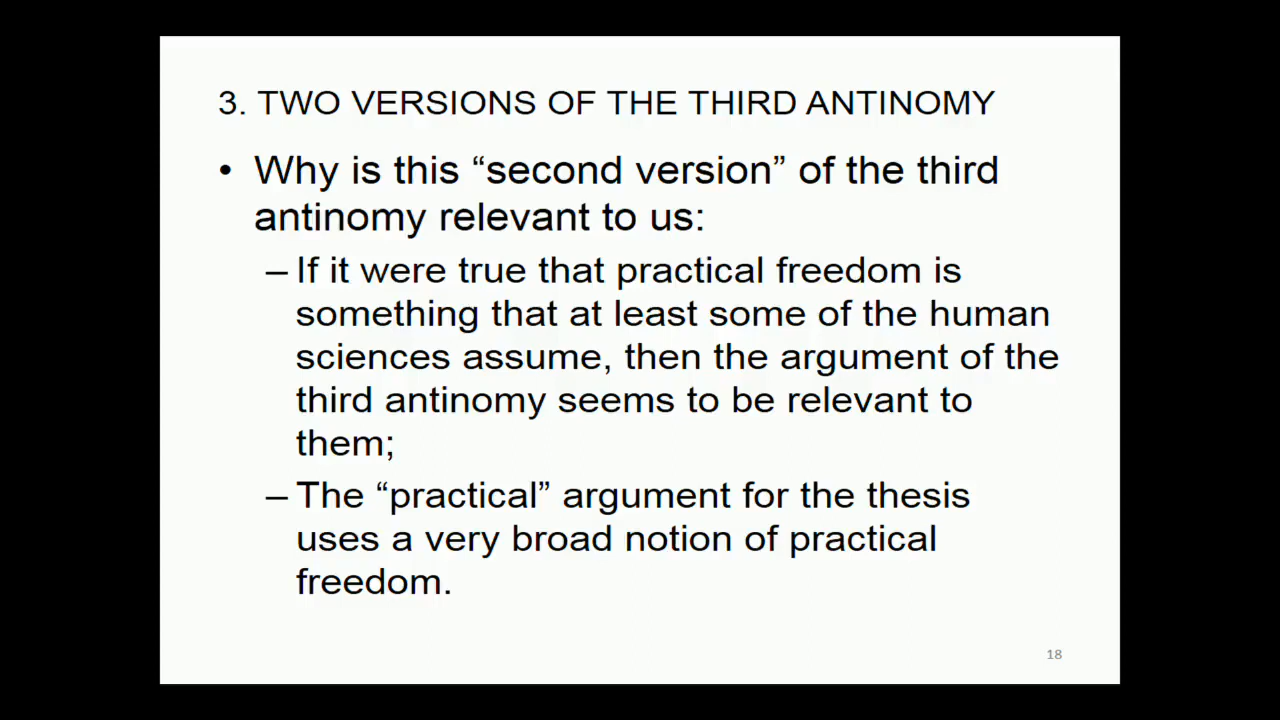 3. TWO VERSIONS OF THE THIRD ANTINOMY
• Why is this “second version” of the third
antinomy relevant to us:
– If it were true that practical freedom is
something that at least some of the human
sciences assume, then the argument of the
third antinomy seems to be relevant to
them;
– The “practical” argument for the thesis
uses a very broad notion of practical
freedom.
18